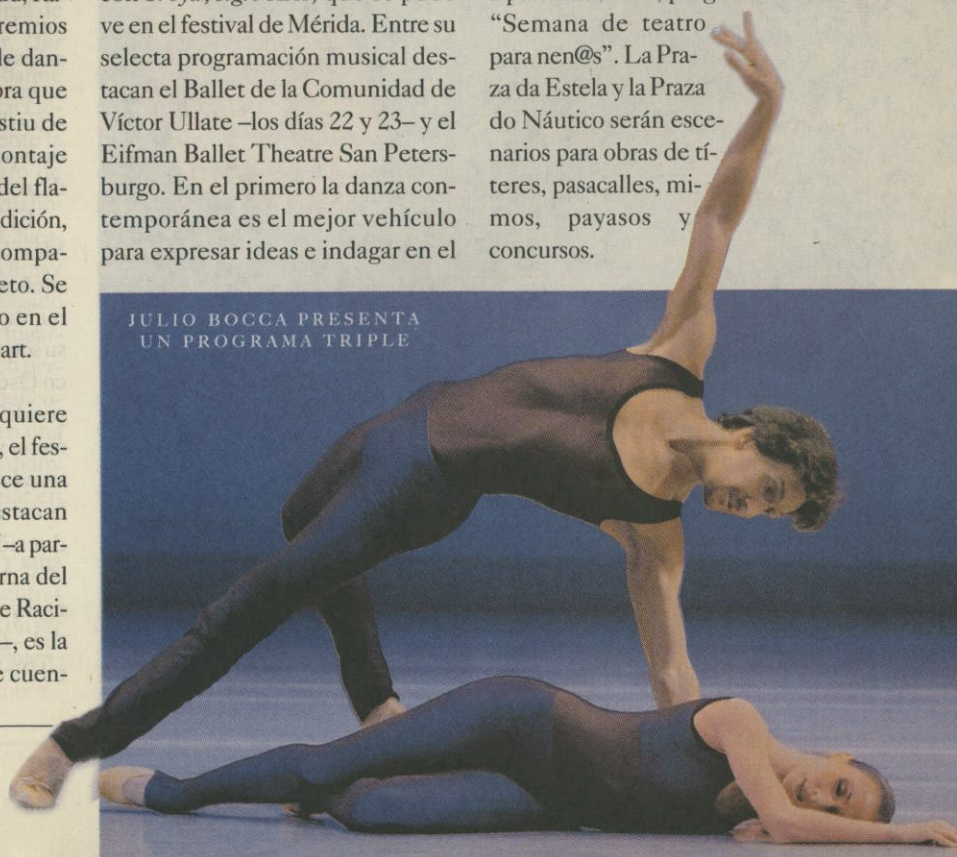 remios
le dan-
ora que
stiu de
ontaje
del fla-
dición,
ompa-
eto. Se
o en el
art.
quiere
, el fes-
ce una
estacan
–a par-
rna del
e Raci-
–, es la
e cuen-
ve en el festival de Mérida. Entre su
selecta programación musical des-
tacan el Ballet de la Comunidad de
Víctor Ullate –los días 22 y 23– y el
Eifman Ballet Theatre San Peters-
burgo. En el primero la danza con-
temporánea es el mejor vehículo
para expresar ideas e indagar en el
“Semana de teatro
para nen@s”. La Pra-
za da Estela y la Praza
do Náutico serán esce-
narios para obras de tí-
teres, pasacalles, mi-
mos, payasos y
concursos.
JULIO BOCCA PRESENTA
UN PROGRAMA TRIPLE